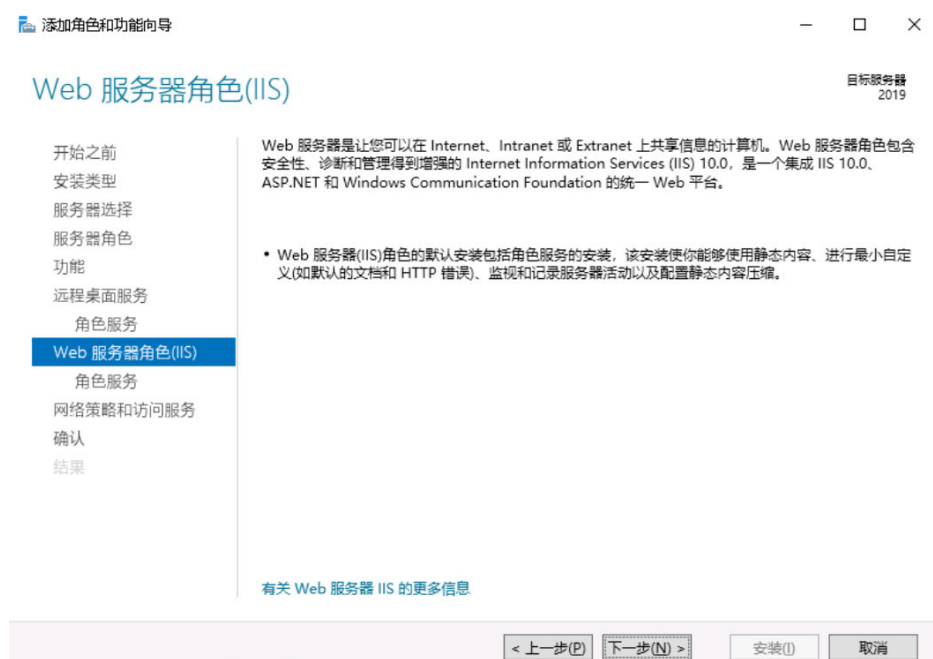 添加角色和功能向导
Web 服务器角色(IIS)
目标服务器
2019
开始之前
安装类型
服务器选择
服务器角色
功能
远程桌面服务
角色服务
Web 服务器角色(IIS)
角色服务
网络策略和访问服务
确认
结果
Web 服务器是让您可以在 Internet、Intranet 或 Extranet 上共享信息的计算机。Web 服务器角色包含
安全性、诊断和管理得到增强的 Internet Information Services (IIS) 10.0，是一个集成 IIS 10.0、
ASP.NET 和 Windows Communication Foundation 的统一 Web 平台。
• Web 服务器(IIS)角色的默认安装包括角色服务的安装，该安装使你能够使用静态内容、进行最小自定
义(如默认的文档和 HTTP 错误)、监视和记录服务器活动以及配置静态内容压缩。
有关 Web 服务器 IIS 的更多信息
< 上一步(P)
下一步(N) >
安装(I)
取消